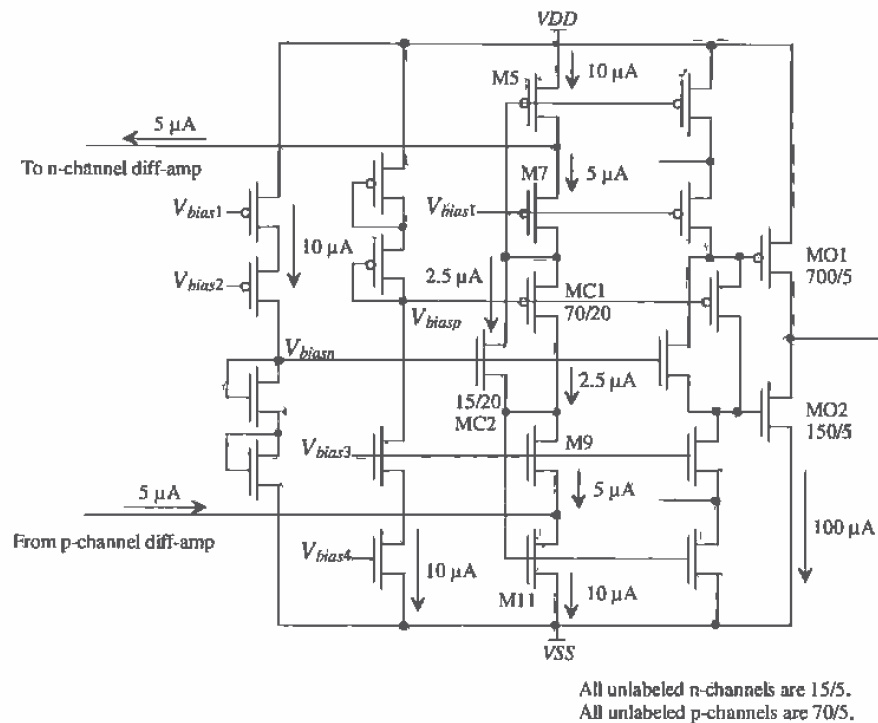 VDD
M5
10 µA
5 µA
To n-channel diff-amp
M7
5 µA
Vbias1
Vbias1
10 µA
2.5 µA
MO1
700/5
Vbias2
MC1
70/20
Vbiasp
Vbiasn
2.5 µA
15/20
MC2
MO2
150/5
Vbias3
M9
5 µA
5 µA
From p-channel diff-amp
100 µA
Vbias4
10 µA
M11
10 µA
VSS
All unlabeled n-channels are 15/5.
All unlabeled p-channels are 70/5.